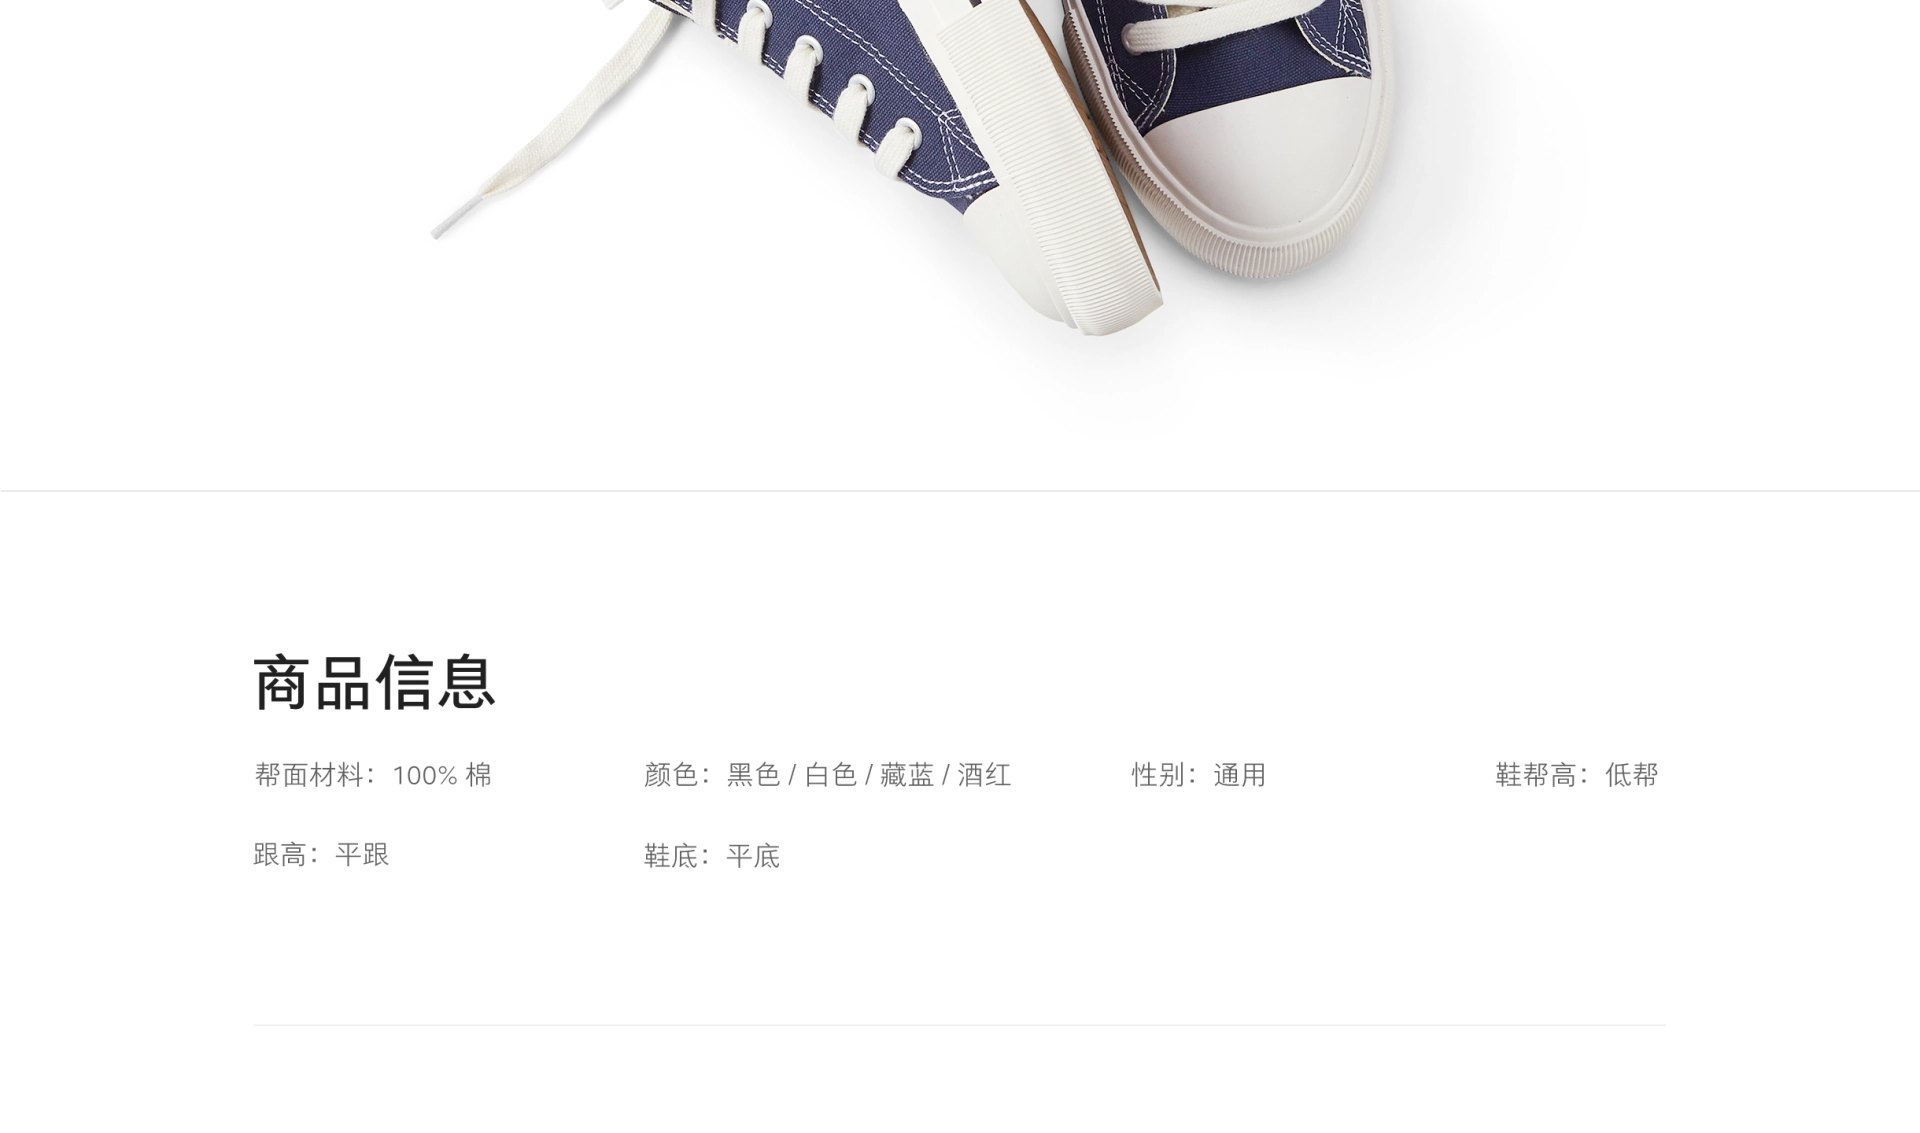 商品信息
帮面材料：100% 棉
颜色：黑色 / 白色 / 藏蓝 / 酒红
性别：通用
鞋帮高：低帮
跟高：平跟
鞋底：平底